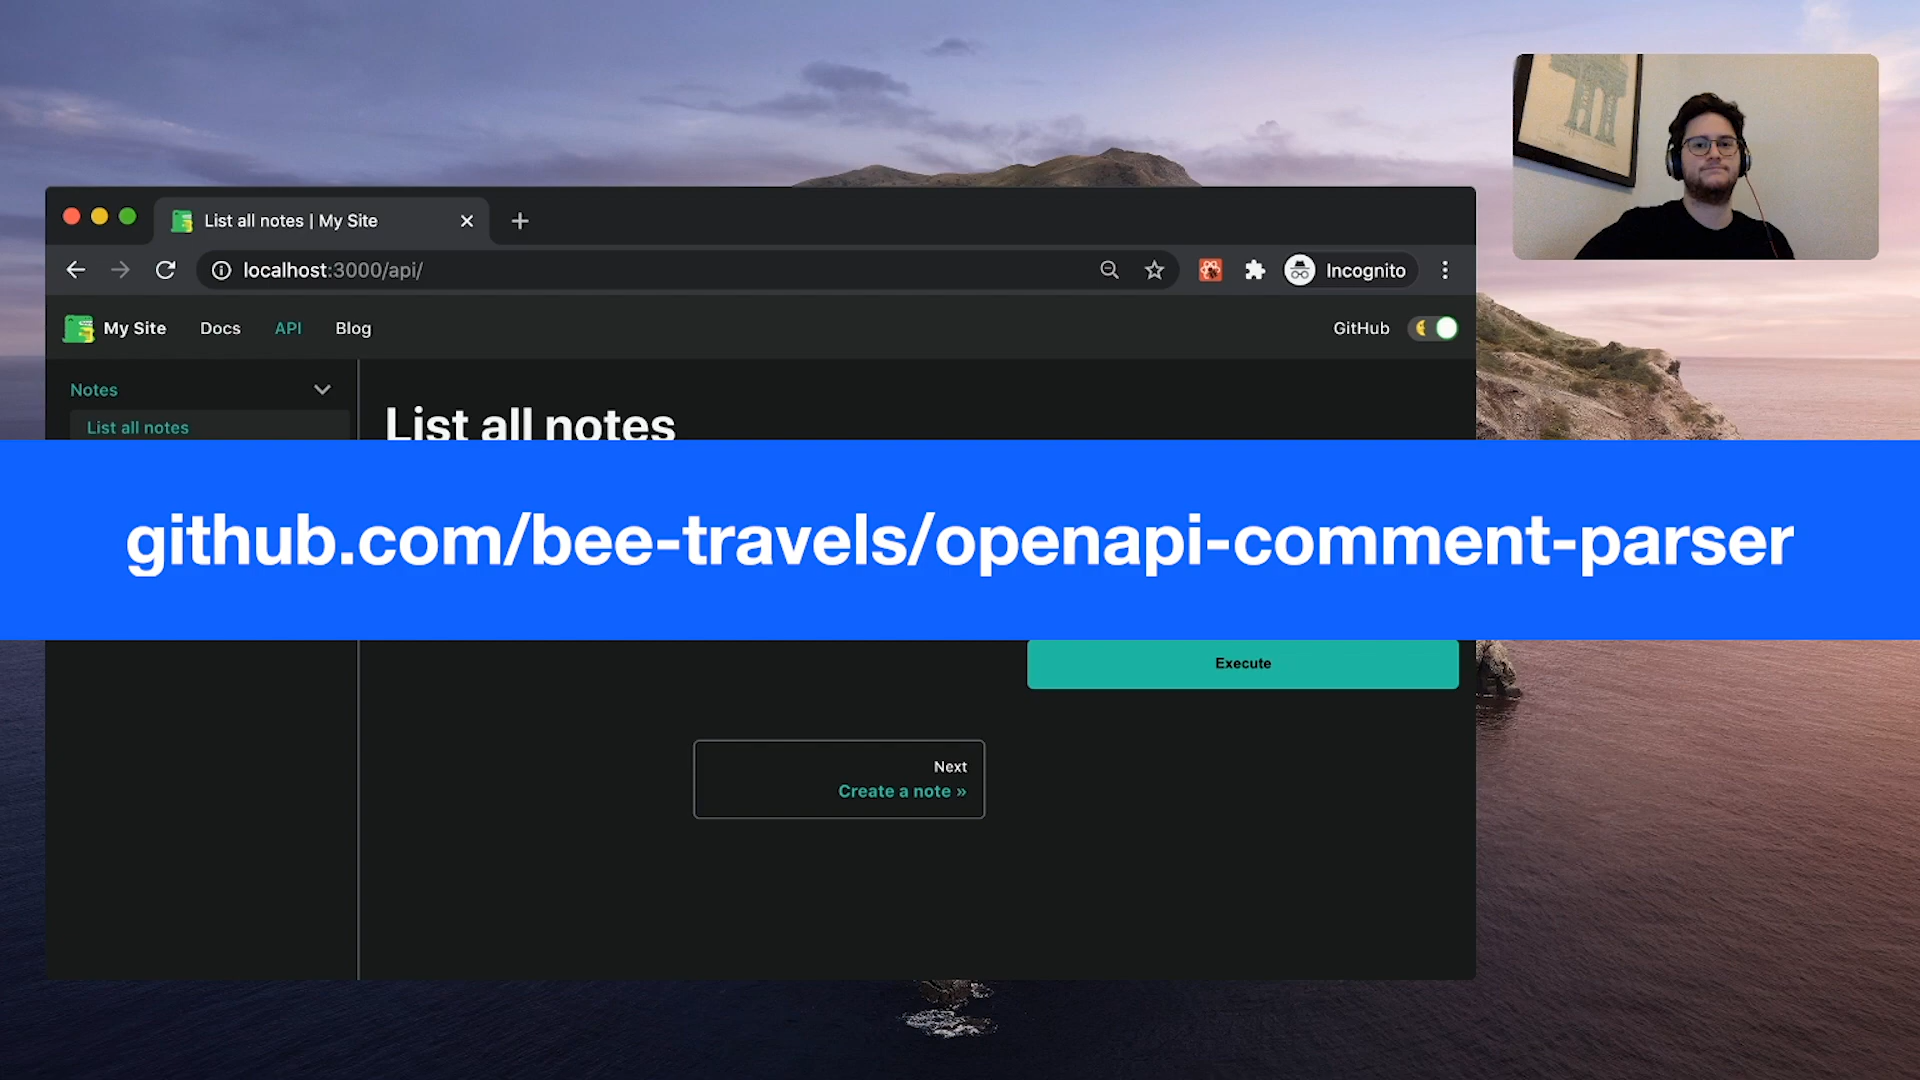 List all notes | My Site
localhost:3000/api/
Incognito
My Site
Docs
API
Blog
GitHub
Notes
List all notes
List all notes
github.com/bee-travels/openapi-comment-parser
Execute
Next
Create a note »